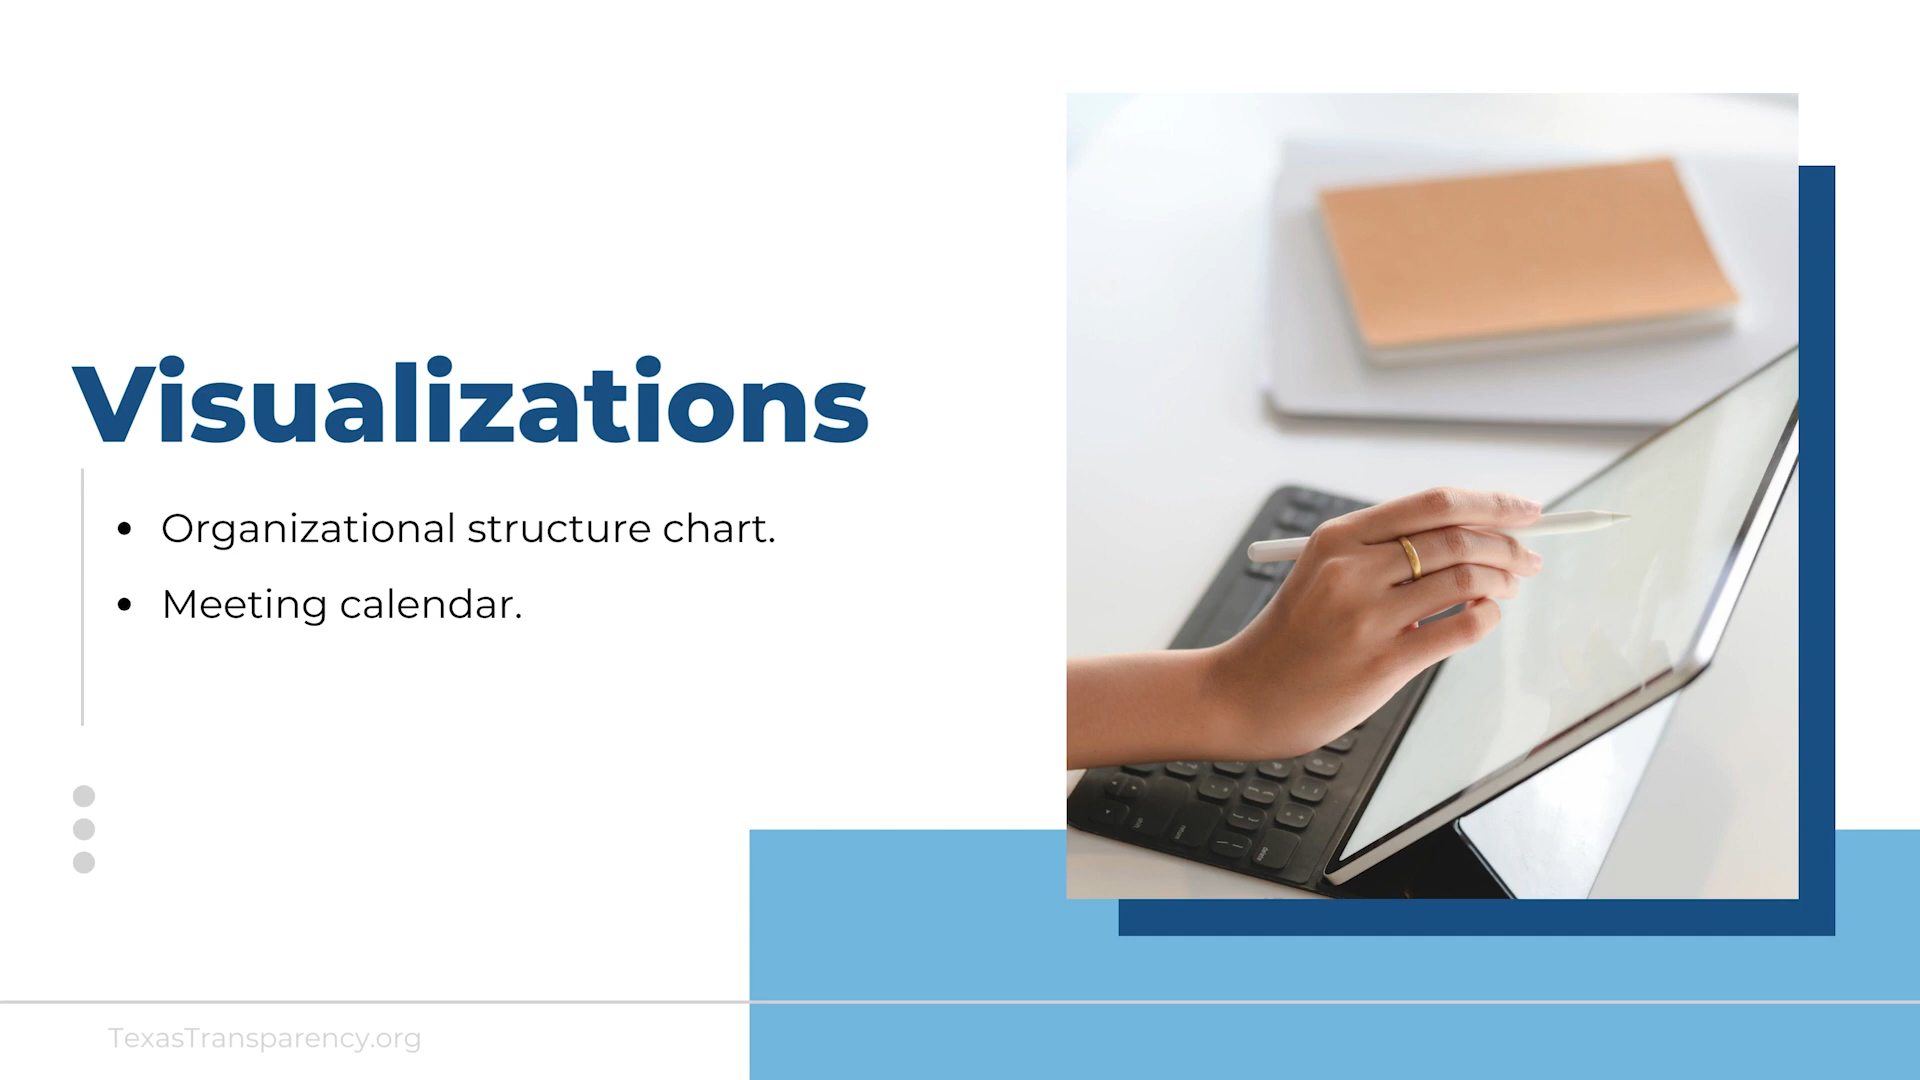 Visualizations
• Organizational structure chart.
• Meeting calendar.
TexasTransparency.org